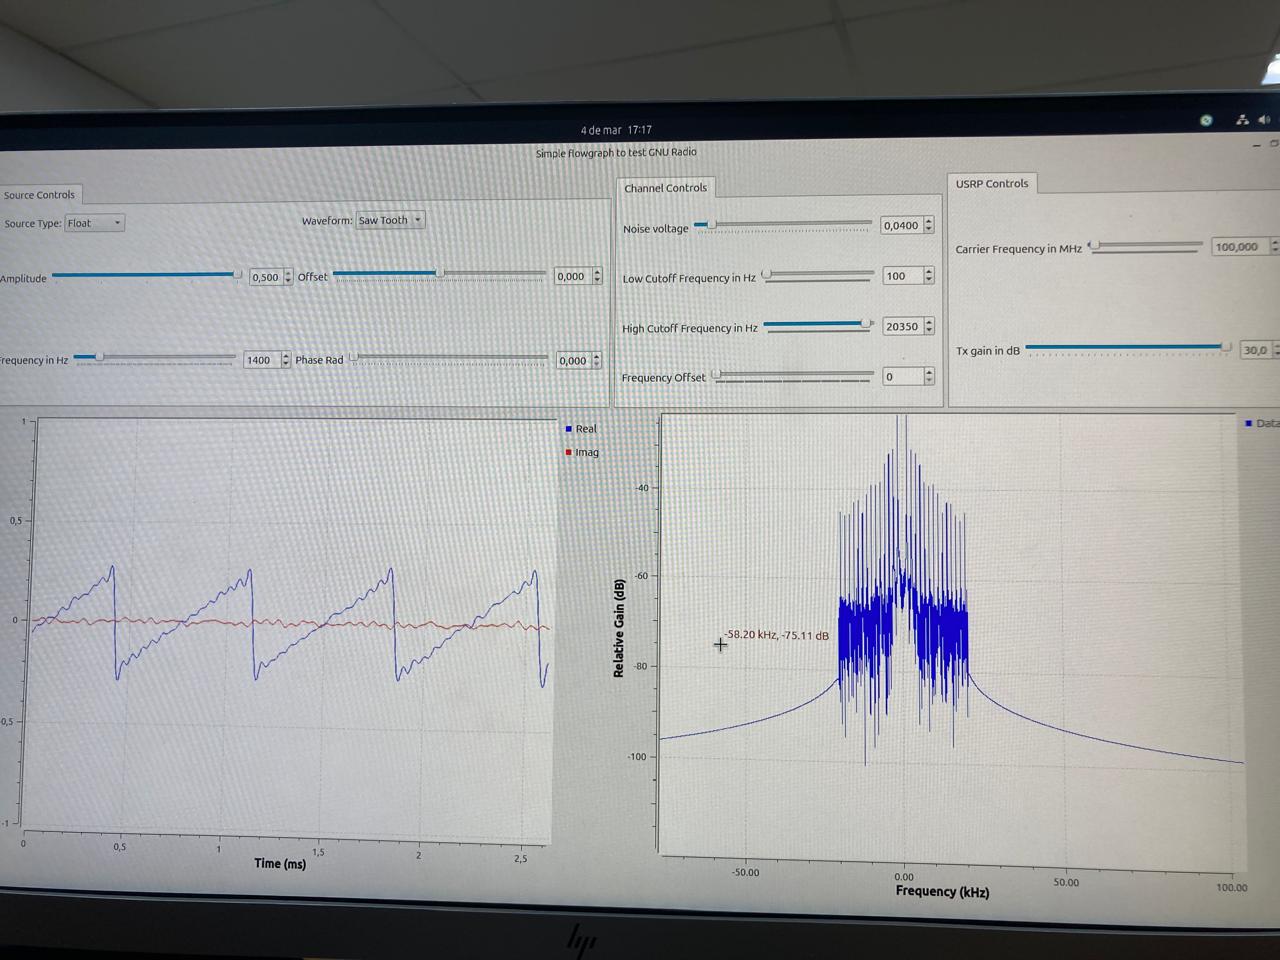 4 de mar 17:17
Simple flowgraph to test GNU Radio
Source Controls
Source Type: Float
Waveform: Saw Tooth
Amplitude
0,500
Offset
0,000
requency in Hz
1400
Phase Rad
0,000
Channel Controls
Noise voltage
0,0400
Low Cutoff Frequency in Hz
100
High Cutoff Frequency in Hz
20350
Frequency Offset
0
USRP Controls
Carrier Frequency in MHz
100,000
Tx gain in dB
30,0
1
0,5
0
0,5
-1
0
0,5
1
1,5
2
2,5
Time (ms)
Real
Imag
Relative Gain (dB)
-40
-60
-80
-100
-58.20 kHz, -75.11 dB
-50.00
0.00
50.00
100.00
Frequency (kHz)
Data
hp